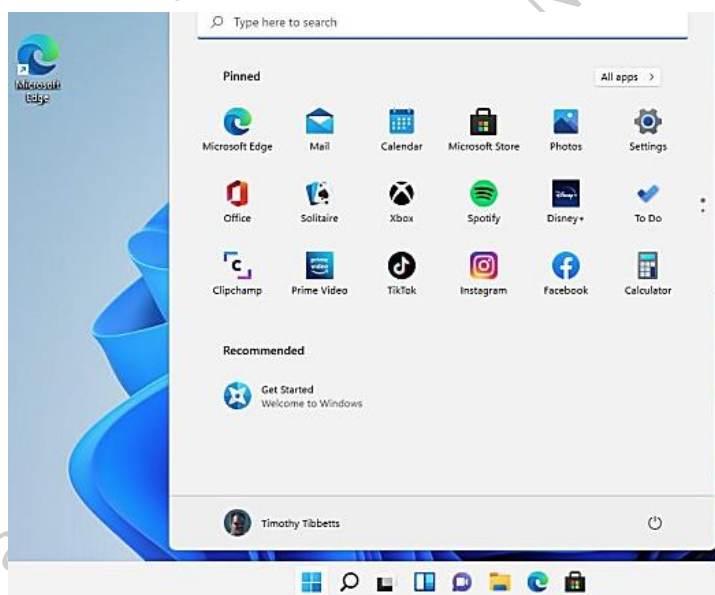 Type here to search
Microsoft
Edge
Pinned
All apps >
Microsoft Edge Mail Calendar Microsoft Store Photos Settings
Office Solitaire Xbox Spotify Disney+ To Do
Clipchamp Prime Video TikTok Instagram Facebook Calculator
Recommended
Get Started
Welcome to Windows
Timothy Tibbetts